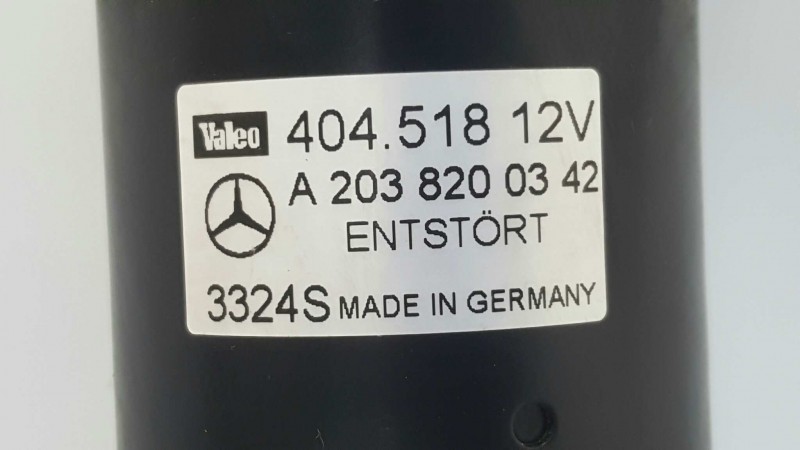 Valeo 404.518 12V
A 203 820 03 42
ENTSTÖRT
3324S MADE IN GERMANY